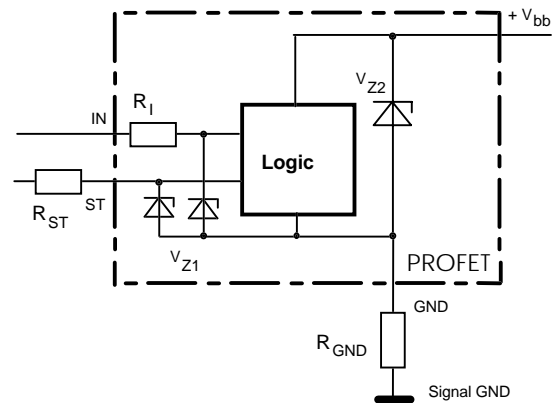 + V bb
V Z2
IN
R I
Logic
R ST
ST
V Z1
PROFET
GND
R GND
Signal GND